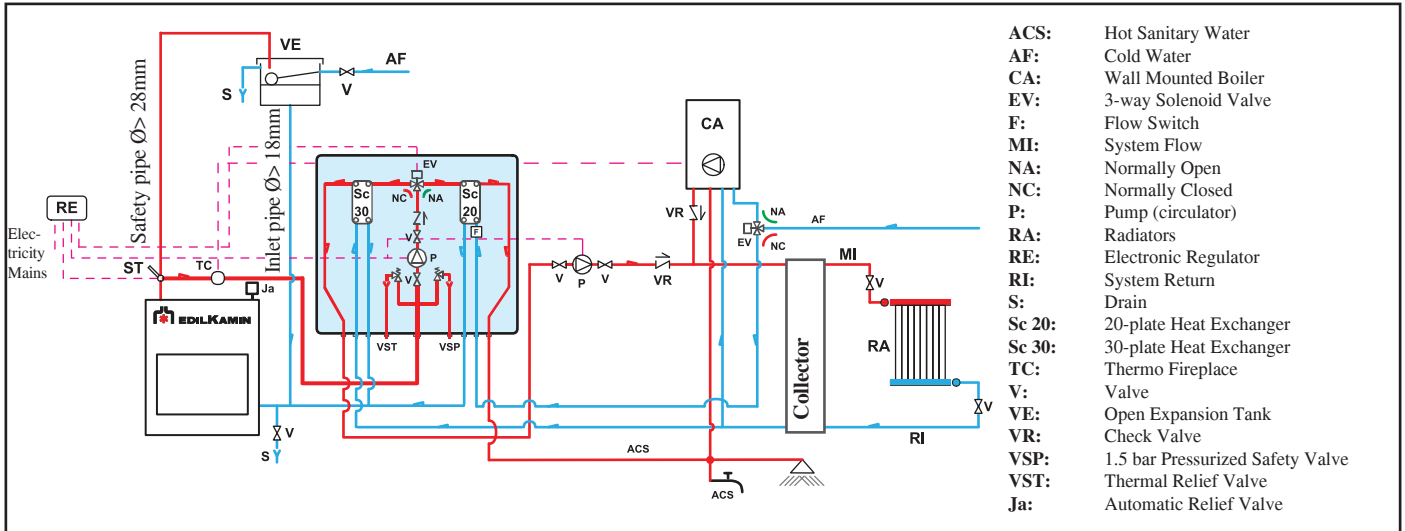 VE
AF
V
S
Safety pipe Ø> 28mm
Inlet pipe Ø> 18mm
CA
EV
NC
NA
Sc
30
Sc
20
F
V
P
V
RE
Elec-
tricity
Mains
ST
TC
Ja
EDILKAMIN
VST
VSP
VR
NA
EV
NC
AF
V
P
V
VR
MI
V
RA
Collector
V
RI
V
S
ACS
ACS
ACS: Hot Sanitary Water
AF: Cold Water
CA: Wall Mounted Boiler
EV: 3-way Solenoid Valve
F: Flow Switch
MI: System Flow
NA: Normally Open
NC: Normally Closed
P: Pump (circulator)
RA: Radiators
RE: Electronic Regulator
RI: System Return
S: Drain
Sc 20: 20-plate Heat Exchanger
Sc 30: 30-plate Heat Exchanger
TC: Thermo Fireplace
V: Valve
VE: Open Expansion Tank
VR: Check Valve
VSP: 1.5 bar Pressurized Safety Valve
VST: Thermal Relief Valve
Ja: Automatic Relief Valve